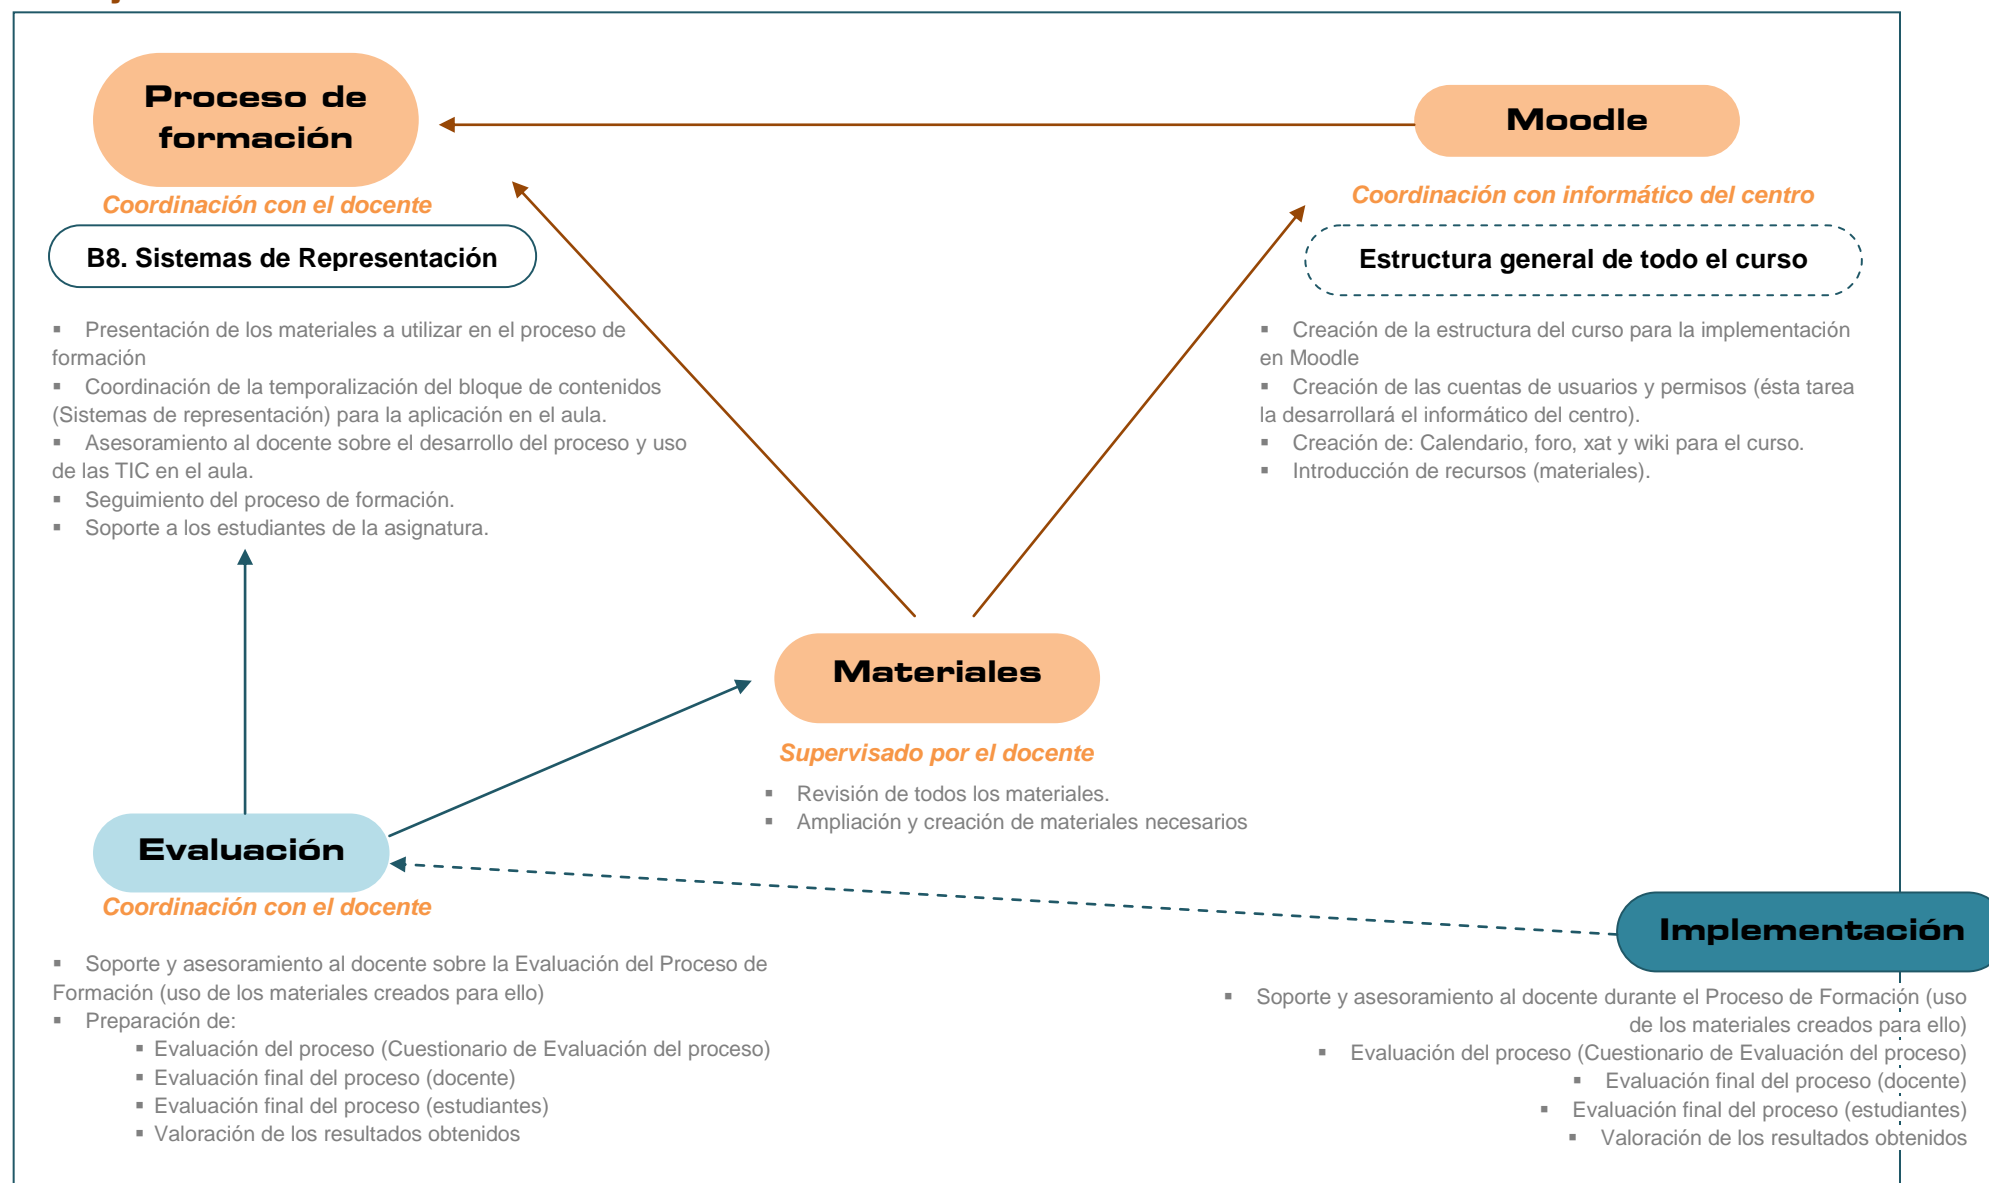 Proceso de
formación
Coordinación con el docente
B8. Sistemas de Representación
▪ Presentación de los materiales a utilizar en el proceso de
formación
▪ Coordinación de la temporalización del bloque de contenidos
(Sistemas de representación) para la aplicación en el aula.
▪ Asesoramiento al docente sobre el desarrollo del proceso y uso
de las TIC en el aula.
▪ Seguimiento del proceso de formación.
▪ Soporte a los estudiantes de la asignatura.
Moodle
Coordinación con informático del centro
Estructura general de todo el curso
▪ Creación de la estructura del curso para la implementación
en Moodle
▪ Creación de las cuentas de usuarios y permisos (ésta tarea
la desarrollará el informático del centro).
▪ Creación de: Calendario, foro, xat y wiki para el curso.
▪ Introducción de recursos (materiales).
Materiales
Supervisado por el docente
▪ Revisión de todos los materiales.
▪ Ampliación y creación de materiales necesarios
Evaluación
Coordinación con el docente
▪ Soporte y asesoramiento al docente sobre la Evaluación del Proceso de
Formación (uso de los materiales creados para ello)
▪ Preparación de:
▪ Evaluación del proceso (Cuestionario de Evaluación del proceso)
▪ Evaluación final del proceso (docente)
▪ Evaluación final del proceso (estudiantes)
▪ Valoración de los resultados obtenidos
Implementación
▪ Soporte y asesoramiento al docente durante el Proceso de Formación (uso
de los materiales creados para ello)
▪ Evaluación del proceso (Cuestionario de Evaluación del proceso)
▪ Evaluación final del proceso (docente)
▪ Evaluación final del proceso (estudiantes)
▪ Valoración de los resultados obtenidos